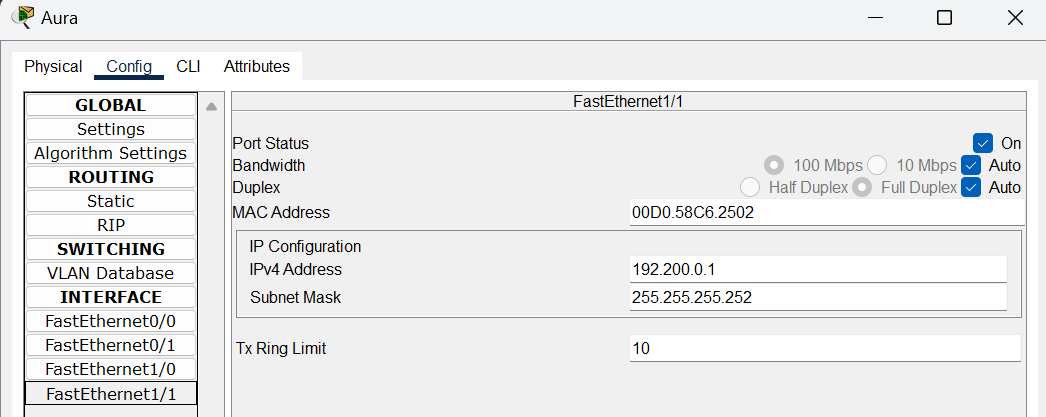 Aura
Physical Config CLI Attributes
GLOBAL
Settings
Algorithm Settings
ROUTING
Static
RIP
SWITCHING
VLAN Database
INTERFACE
FastEthernet0/0
FastEthernet0/1
FastEthernet1/0
FastEthernet1/1
FastEthernet1/1
Port Status On
Bandwidth 100 Mbps 10 Mbps Auto
Duplex Half Duplex Full Duplex Auto
MAC Address 00D0.58C6.2502
IP Configuration
IPv4 Address 192.200.0.1
Subnet Mask 255.255.255.252
Tx Ring Limit 10